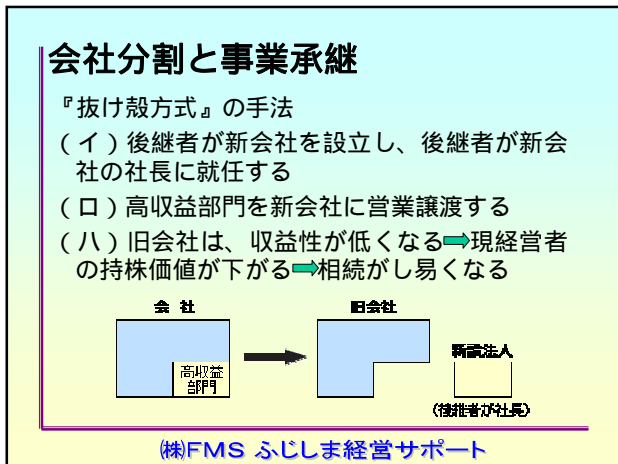 会社分割と事業承継
『抜け殻方式』の手法
(イ)後継者が新会社を設立し、後継者が新会
社の社長に就任する
(ロ)高収益部門を新会社に営業譲渡する
(ハ)旧会社は、収益性が低くなる➡現経営者
の持株価値が下がる➡相続がし易くなる
会 社
旧会社
高収益
部門
新設法人
(後継者が社長)
㈱FMS ふじしま経営サポート